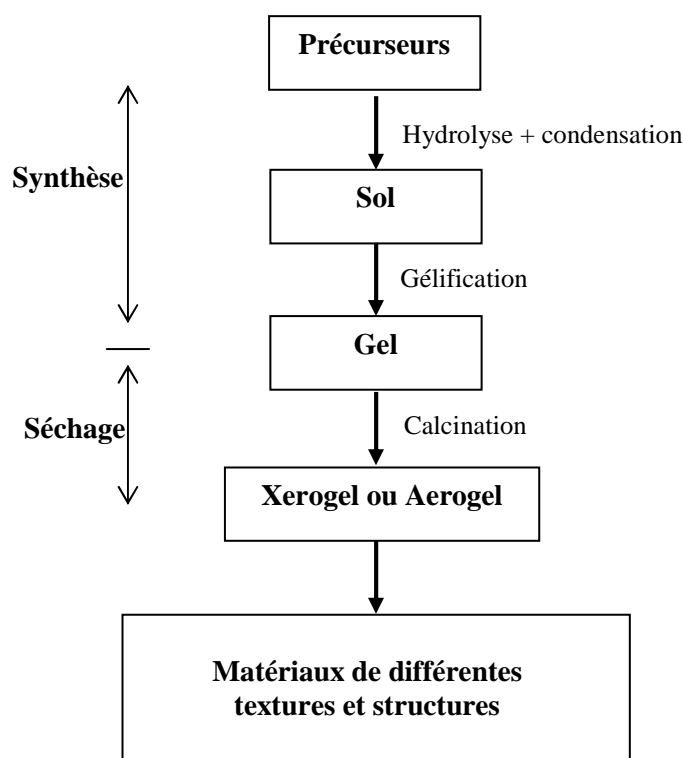 Précurseurs
Hydrolyse + condensation
Synthèse
Sol
Gélification
Gel
Séchage
Calcination
Xerogel ou Aerogel
Matériaux de différentes
textures et structures